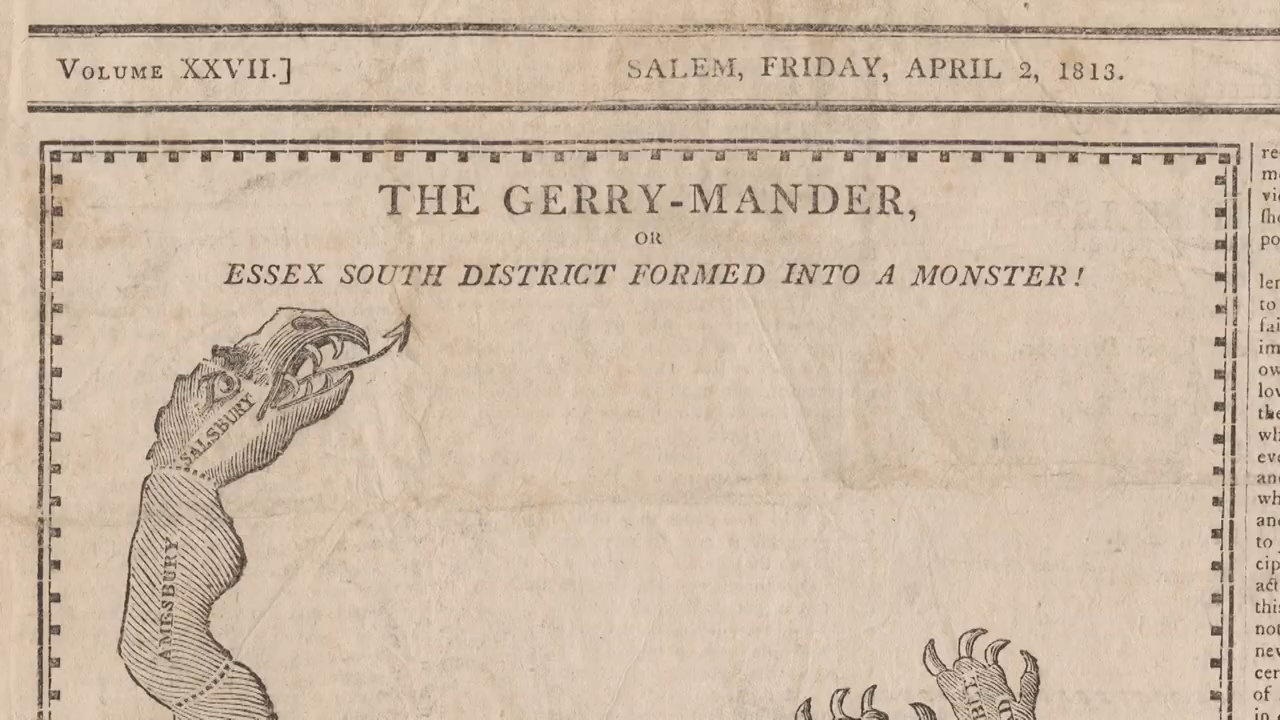 VOLUME XXVII.]
SALEM, FRIDAY, APRIL 2, 1813.
THE GERRY-MANDER,
OR
ESSEX SOUTH DISTRICT FORMED INTO A MONSTER!
SALSBURY
AMESBURY